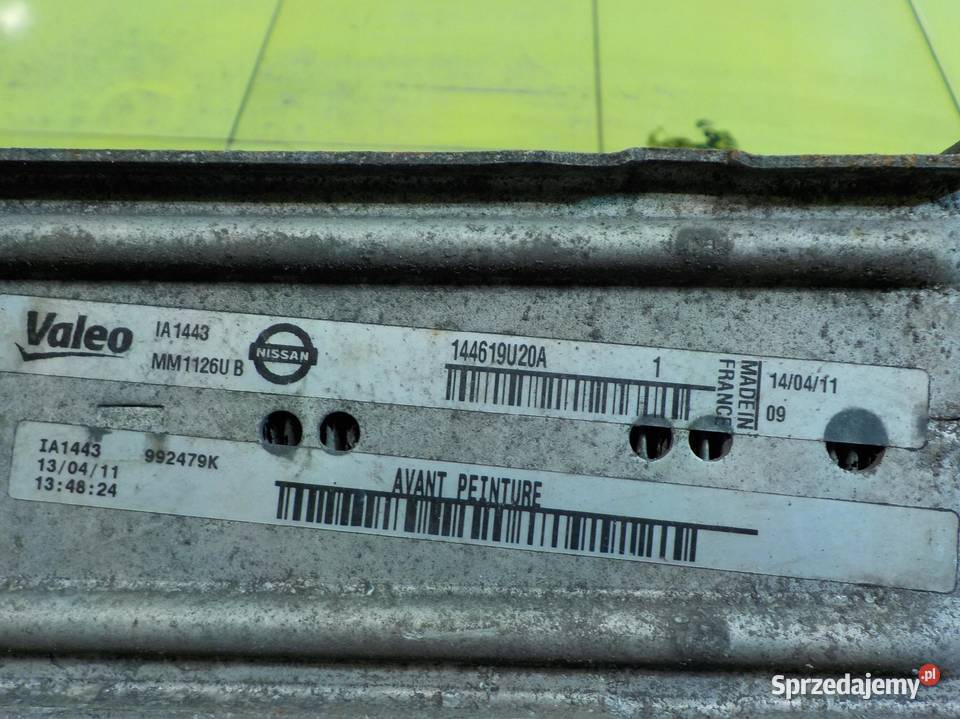 Valeo IA1443 NISSAN 144619U20A 1 MADE IN FRANCE 14/04/11
MM1126U B 09
IA1443 992479K AVANT PEINTURE
13/04/11
13:48:24
Sprzedajemy.pl